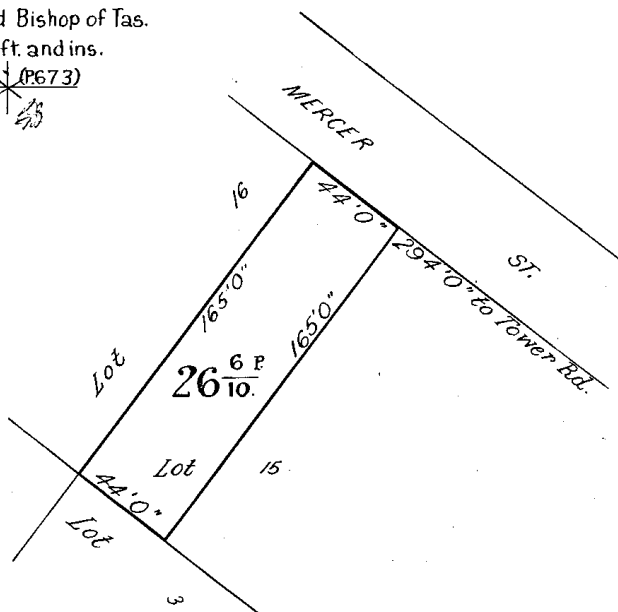 d Bishop of Tas.
ft. and ins.
(P.673)
MERCER ST.
44'0"
294'0" to Tower Rd.
Lot 16
165'0"
165'0"
26 6/10 P.
Lot 15
44'0"
Lot 3